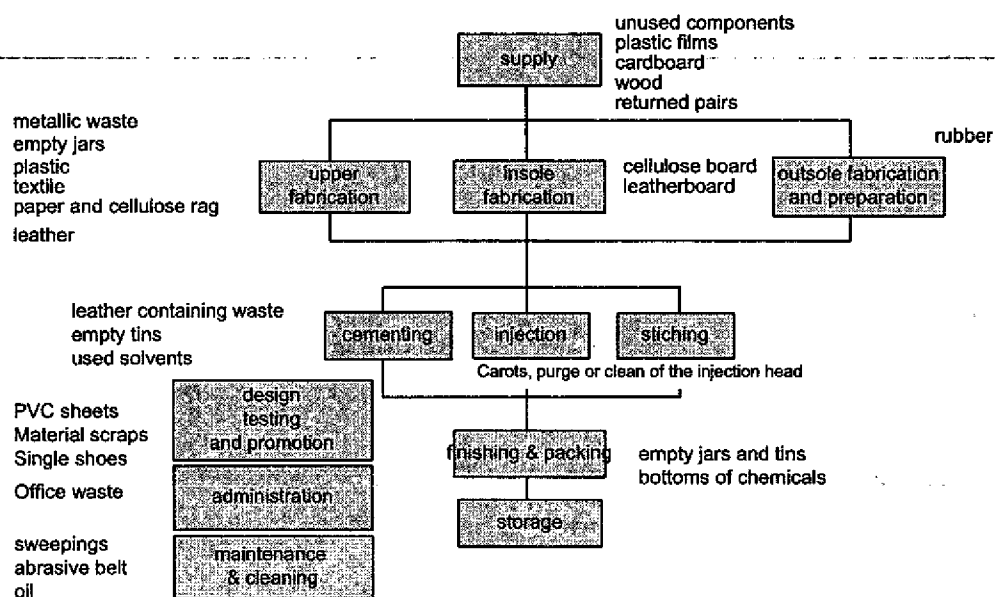 unused components
plastic films
cardboard
wood
returned pairs
supply
metallic waste
empty jars
plastic
textile
paper and cellulose rag
leather
upper
fabrication
insole
fabrication
cellulose board
leatherboard
rubber
outsole fabrication
and preparation
leather containing waste
empty tins
used solvents
cementing
injection
stiching
Carots, purge or clean of the injection head
PVC sheets
Material scraps
Single shoes
design
testing
and promotion
finishing & packing
empty jars and tins
bottoms of chemicals
Office waste
administration
storage
sweepings
abrasive belt
oil
maintenance
& cleaning